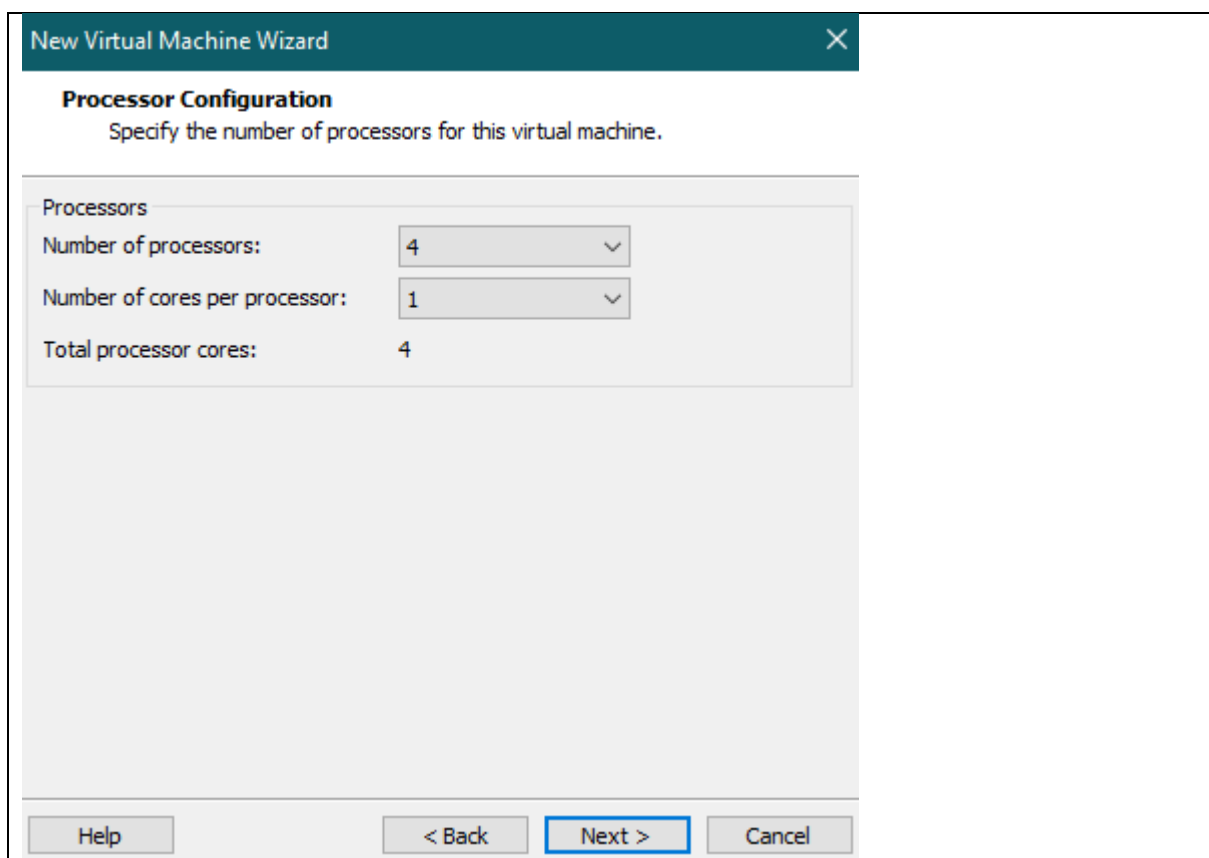 New Virtual Machine Wizard
Processor Configuration
Specify the number of processors for this virtual machine.
Processors
Number of processors: 4
Number of cores per processor: 1
Total processor cores: 4
Help < Back Next > Cancel